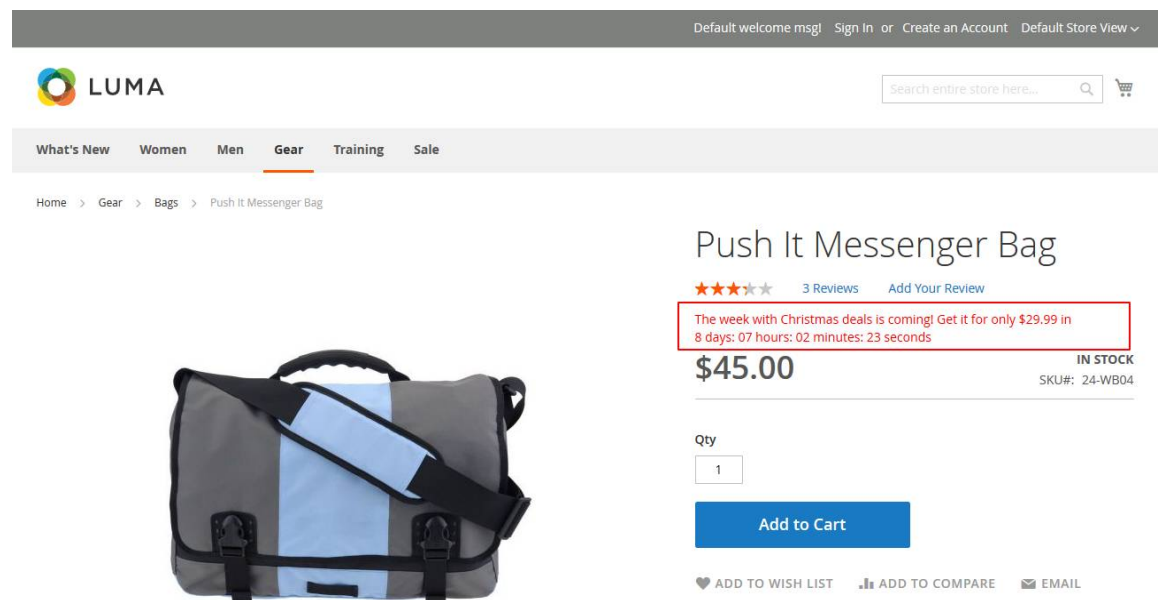 Default welcome msg! Sign In or Create an Account Default Store View
LUMA
Search entire store here...
What's New Women Men Gear Training Sale
Home > Gear > Bags > Push It Messenger Bag
Push It Messenger Bag
3 Reviews Add Your Review
The week with Christmas deals is coming! Get it for only $29.99 in
8 days: 07 hours: 02 minutes: 23 seconds
$45.00
IN STOCK
SKU#: 24-WB04
Qty
1
Add to Cart
ADD TO WISH LIST ADD TO COMPARE EMAIL